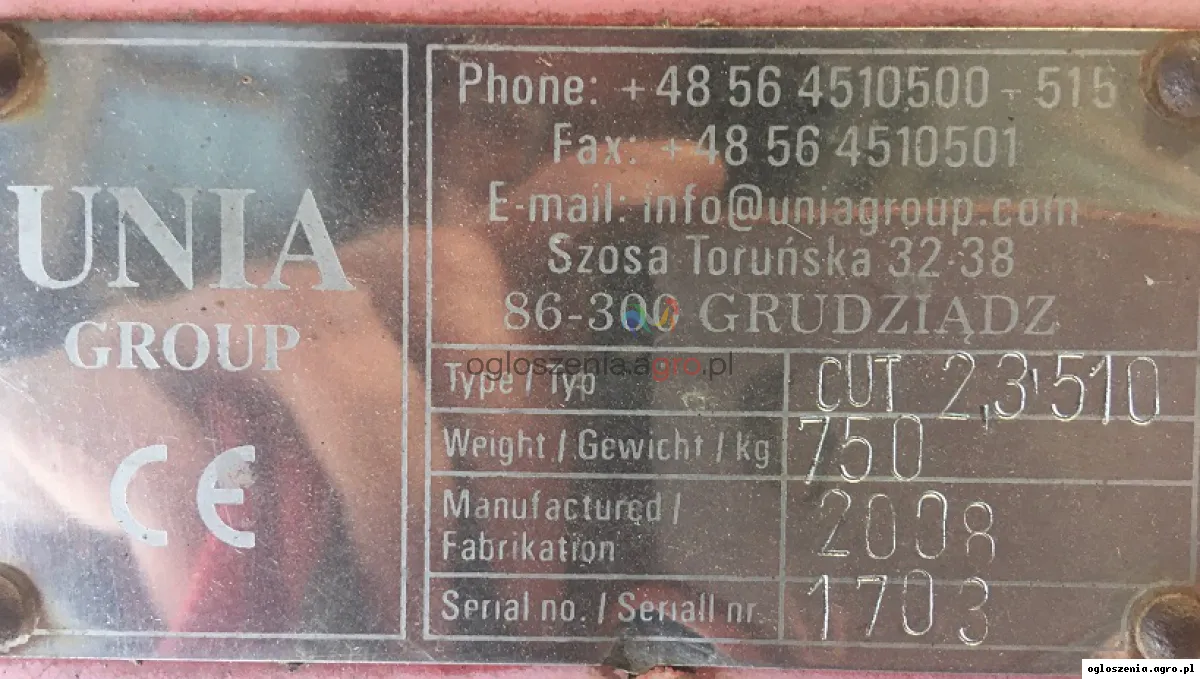 UNIA
GROUP
CE
Phone: +48 56 4510500 - 515
Fax: +48 56 4510501
E-mail: info@uniagroup.com
Szosa Toruńska 32-38
86-300 GRUDZIĄDZ
ogloszenia.agro.pl
Type / Typ CUT 2,3 510
Weight / Gewicht / kg 750
Manufactured / Fabrikation 2008
Serial no. / Seriall nr 1703
ogloszenia.agro.pl